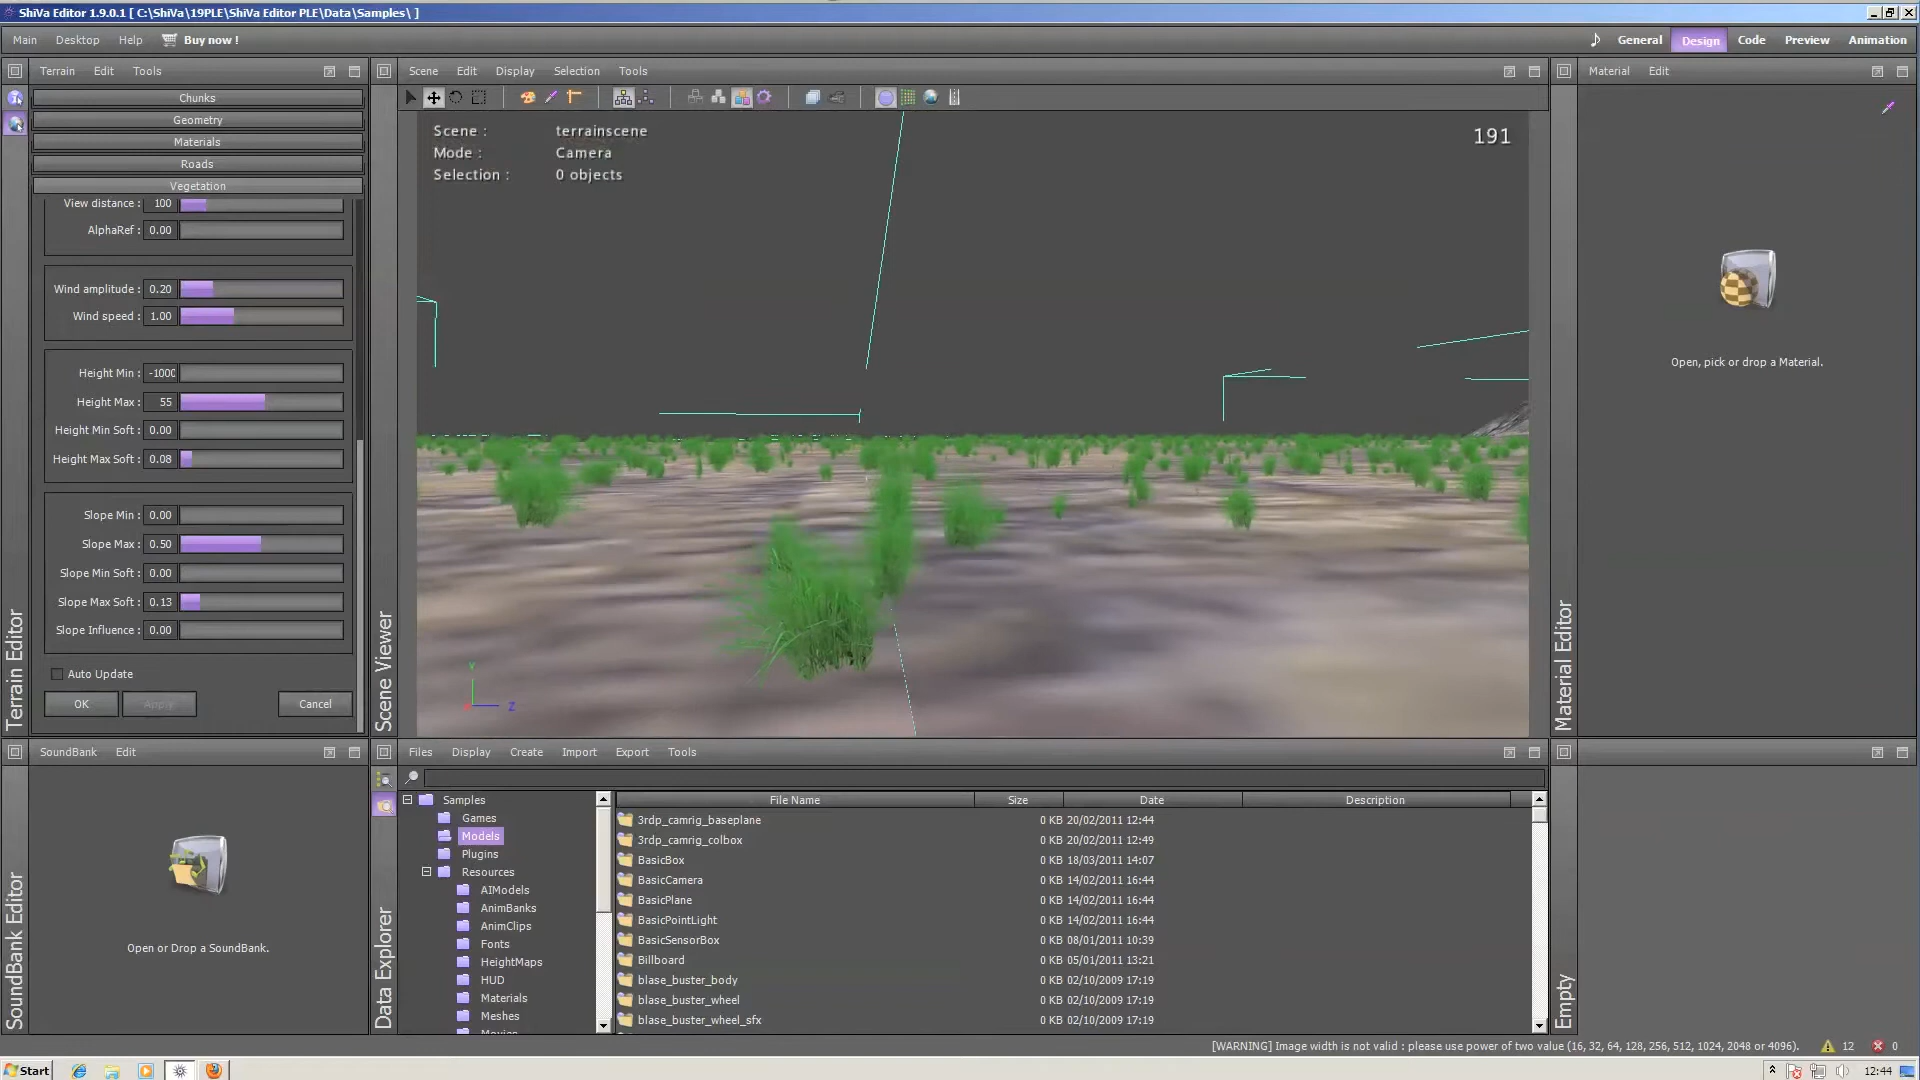 ShiVa Editor 1.9.0.1 [ C:\ShiVa\19PLE\ShiVa Editor PLE\Data\Samples\ ]
Main Desktop Help Buy now !
General Design Code Preview Animation
Terrain Edit Tools
Chunks
Geometry
Materials
Roads
Vegetation
View distance : 100
AlphaRef : 0.00
Wind amplitude : 0.20
Wind speed : 1.00
Height Min : -1000
Height Max : 55
Height Min Soft : 0.00
Height Max Soft : 0.08
Slope Min : 0.00
Slope Max : 0.50
Slope Min Soft : 0.00
Slope Max Soft : 0.13
Slope Influence : 0.00
Auto Update
OK Apply Cancel
Terrain Editor
Scene Edit Display Selection Tools
Scene : terrainscene
Mode : Camera
Selection : 0 objects
191
Y
Z
Scene Viewer
Material Edit
Open, pick or drop a Material.
Material Editor
SoundBank Edit
Open or Drop a SoundBank.
SoundBank Editor
Files Display Create Import Export Tools
Samples
Games
Models
Plugins
Resources
AIModels
AnimBanks
AnimClips
Fonts
HeightMaps
HUD
Materials
Meshes
Movies
File Name Size Date Description
3rdp_camrig_baseplane 0 KB 20/02/2011 12:44
3rdp_camrig_colbox 0 KB 20/02/2011 12:49
BasicBox 0 KB 18/03/2011 14:07
BasicCamera 0 KB 14/02/2011 16:44
BasicPlane 0 KB 14/02/2011 16:44
BasicPointLight 0 KB 14/02/2011 16:44
BasicSensorBox 0 KB 08/01/2011 10:39
Billboard 0 KB 05/01/2011 13:21
blase_buster_body 0 KB 02/10/2009 17:19
blase_buster_wheel 0 KB 02/10/2009 17:19
blase_buster_wheel_sfx 0 KB 02/10/2009 17:19
Data Explorer
Empty
[WARNING] Image width is not valid : please use power of two value (16, 32, 64, 128, 256, 512, 1024, 2048 or 4096). 12 0
Start 12:44